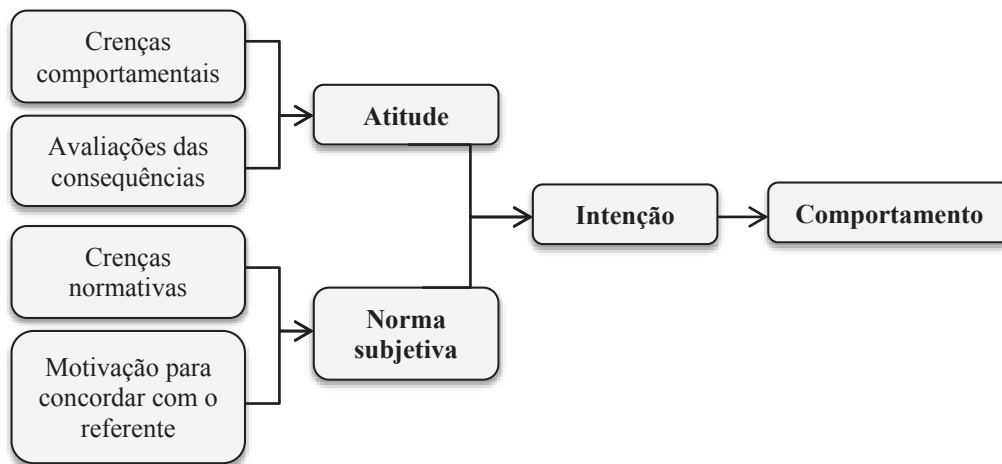 Crenças
comportamentais
Avaliações das
consequências
Crenças
normativas
Motivação para
concordar com o
referente
Atitude
Norma
subjetiva
Intenção
Comportamento